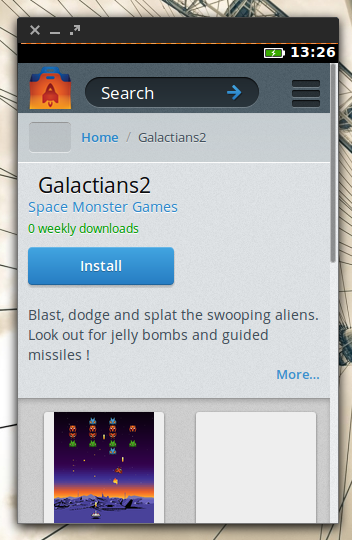 13:26
Search
Home / Galactians2
Galactians2
Space Monster Games
0 weekly downloads
Install
Blast, dodge and splat the swooping aliens.
Look out for jelly bombs and guided
missiles !
More...